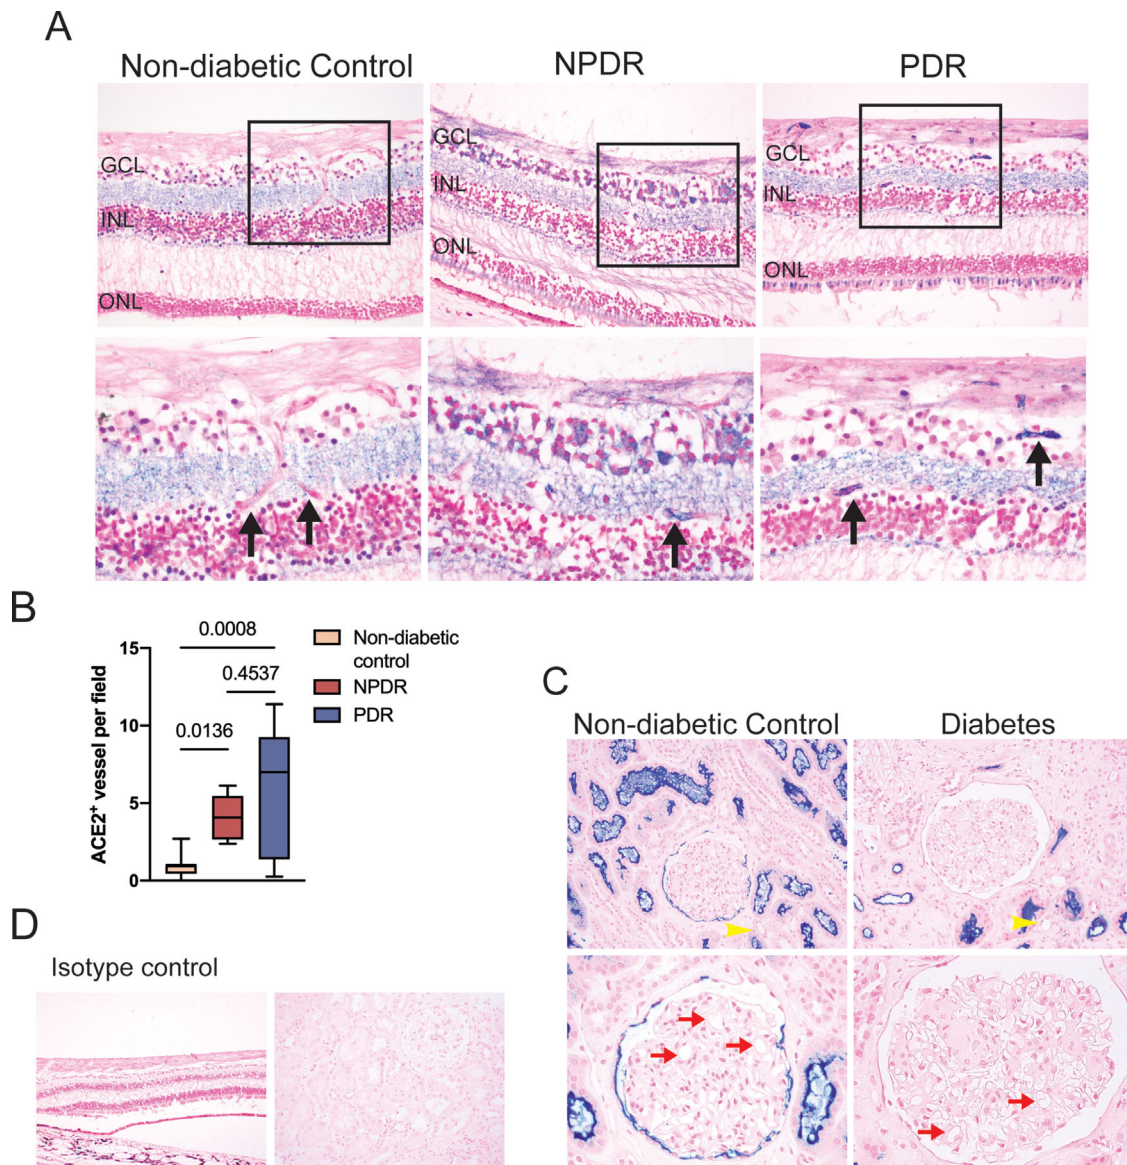 A
Non-diabetic Control
NPDR
PDR
GCL
INL
ONL
GCL
INL
ONL
GCL
INL
ONL
B
ACE2⁺ vessel per field
15
10
5
0
0.0008
0.4537
0.0136
Non-diabetic
control
NPDR
PDR
C
Non-diabetic Control
Diabetes
D
Isotype control